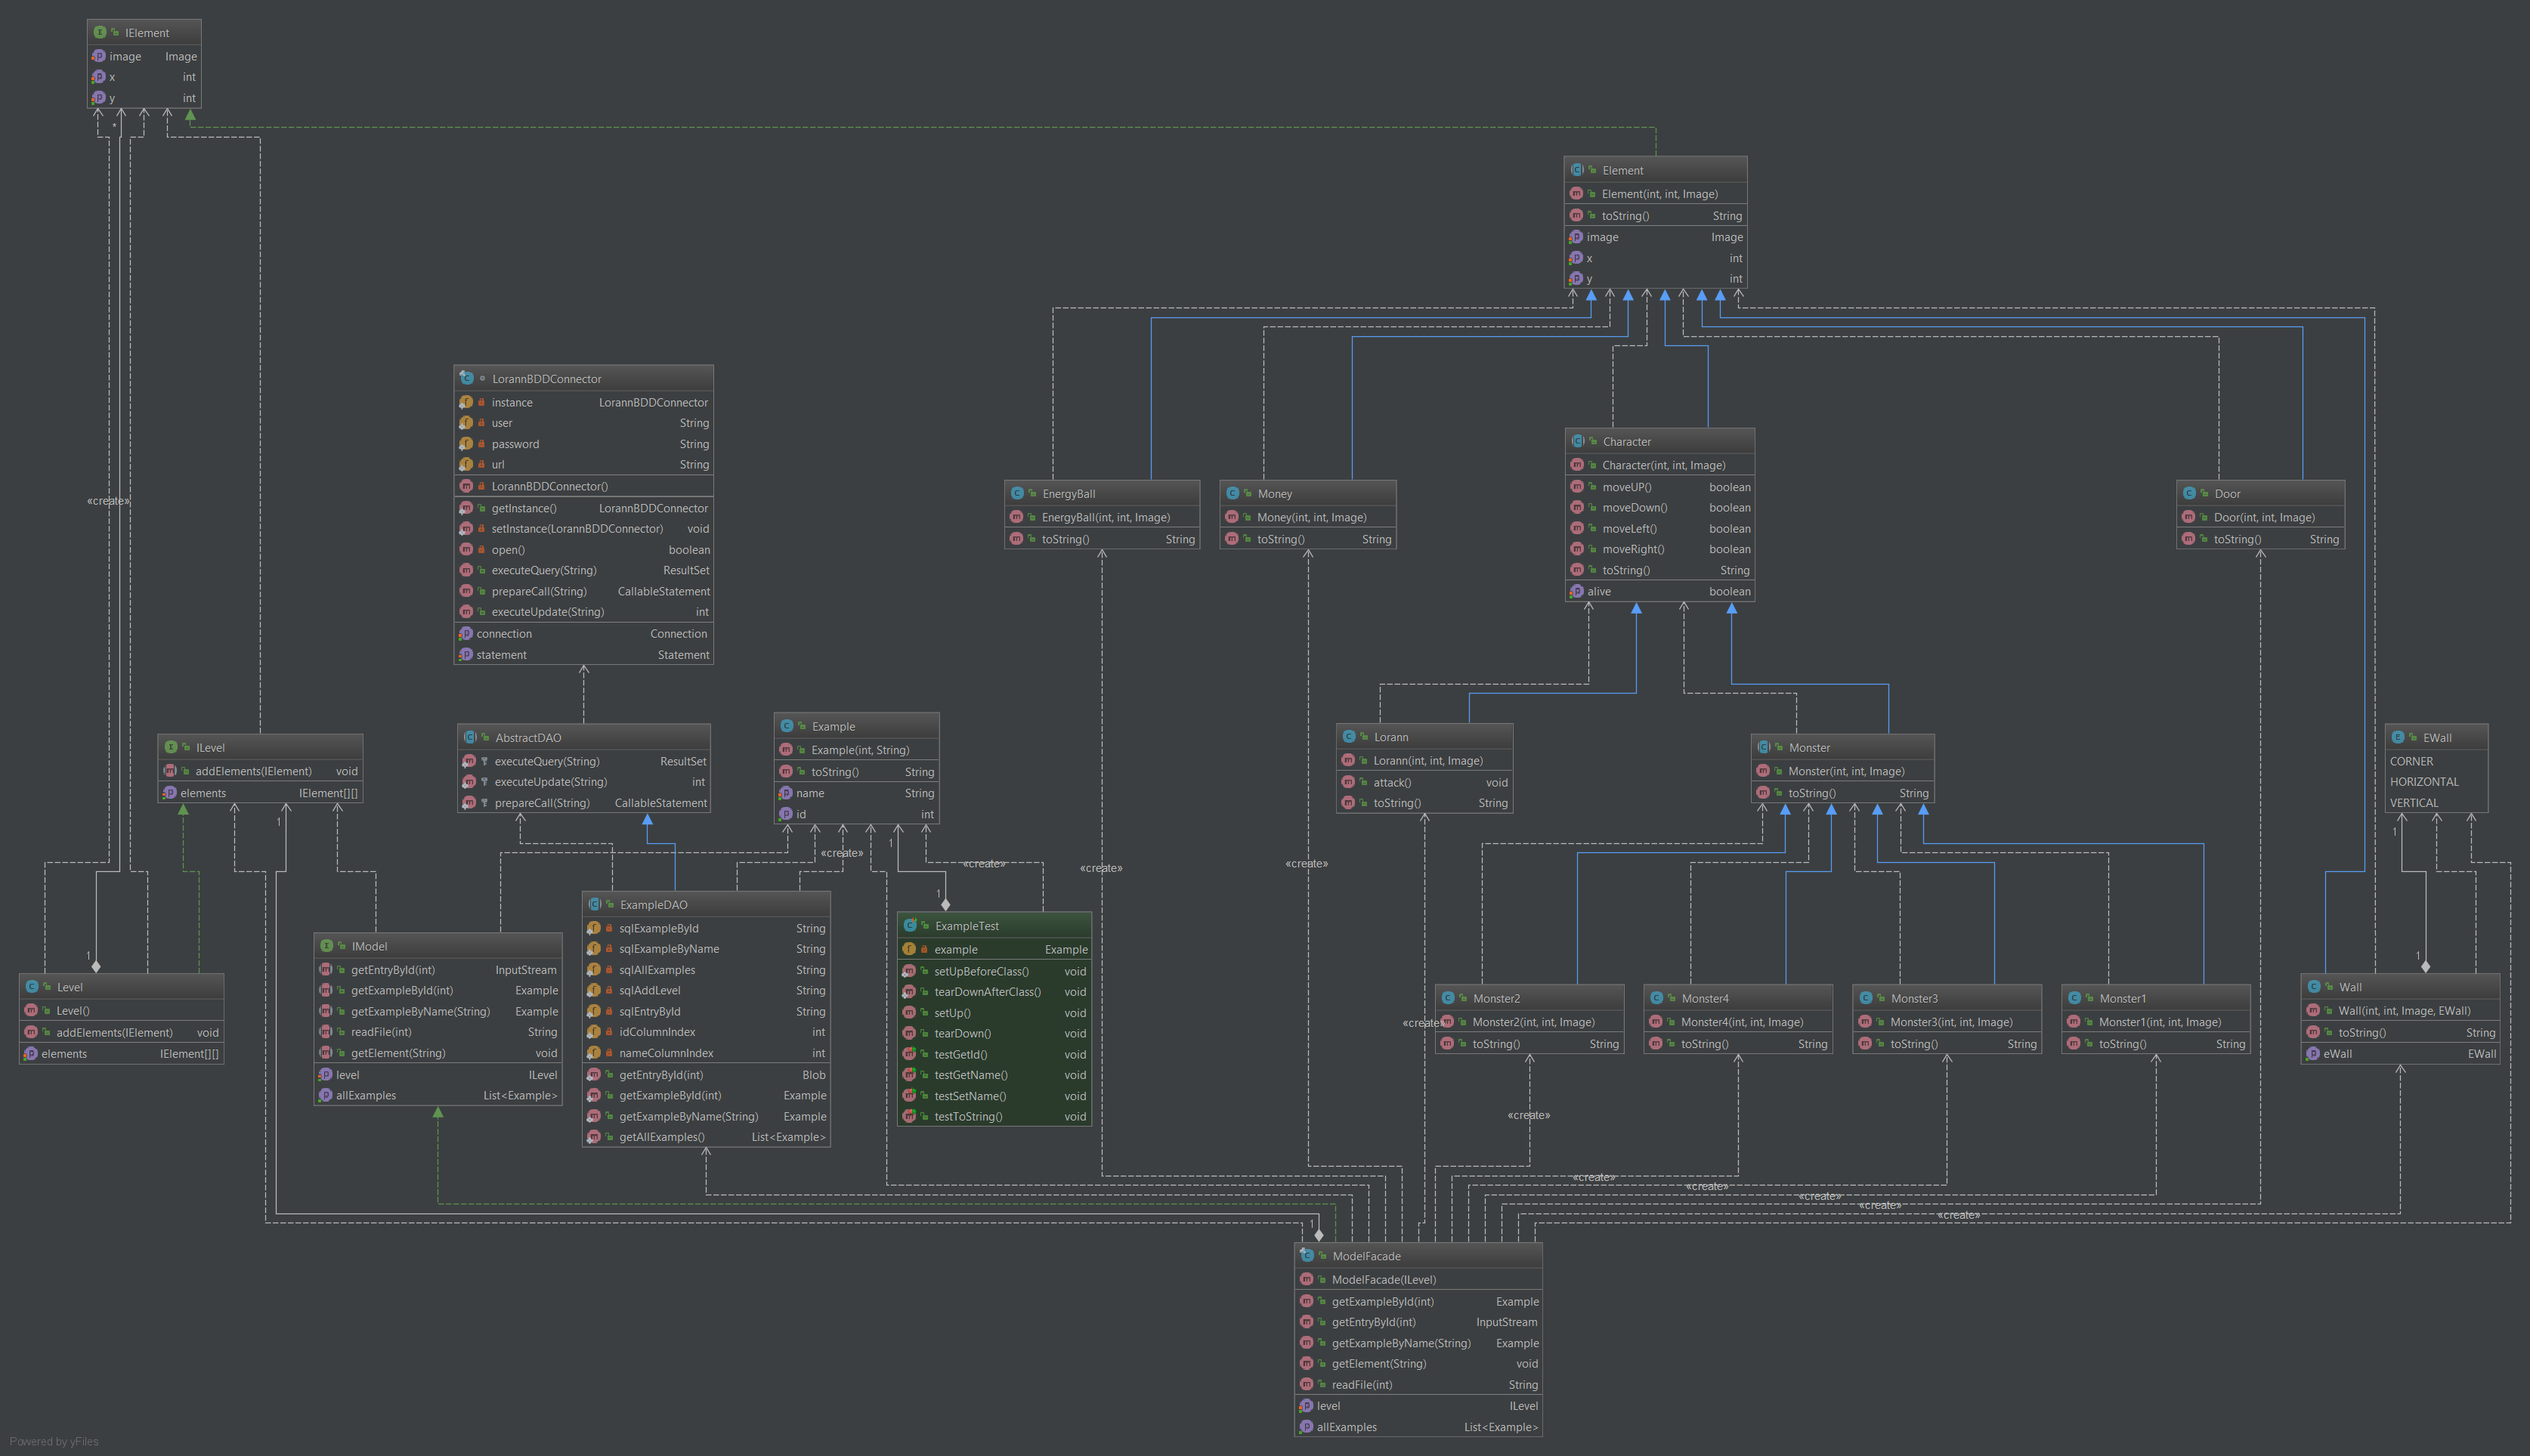 IElement
image Image
x int
y int
*
Element
Element(int, int, Image)
toString() String
image Image
x int
y int
LorannBDDConnector
instance LorannBDDConnector
user String
password String
url String
LorannBDDConnector()
getInstance() LorannBDDConnector
setInstance(LorannBDDConnector) void
open() boolean
executeQuery(String) ResultSet
prepareCall(String) CallableStatement
executeUpdate(String) int
connection Connection
statement Statement
«create»
EnergyBall
EnergyBall(int, int, Image)
toString() String
Money
Money(int, int, Image)
toString() String
Character
Character(int, int, Image)
moveUP() boolean
moveDown() boolean
moveLeft() boolean
moveRight() boolean
toString() String
alive boolean
Door
Door(int, int, Image)
toString() String
ILevel
addElements(IElement) void
elements IElement[][]
1
AbstractDAO
executeQuery(String) ResultSet
executeUpdate(String) int
prepareCall(String) CallableStatement
Example
Example(int, String)
toString() String
name String
id int
«create»
1
«create»
1
«create»
«create»
Lorann
Lorann(int, int, Image)
attack() void
toString() String
Monster
Monster(int, int, Image)
toString() String
EWall
CORNER
HORIZONTAL
VERTICAL
1
1
1
Level
Level()
addElements(IElement) void
elements IElement[][]
IModel
getEntryById(int) InputStream
getExampleById(int) Example
getExampleByName(String) Example
readFile(int) String
getElement(String) void
level ILevel
allExamples List<Example>
ExampleDAO
sqlExampleById String
sqlExampleByName String
sqlAllExamples String
sqlAddLevel String
sqlEntryById String
idColumnIndex int
nameColumnIndex int
getEntryById(int) Blob
getExampleById(int) Example
getExampleByName(String) Example
getAllExamples() List<Example>
ExampleTest
example Example
setUpBeforeClass() void
tearDownAfterClass() void
setUp() void
tearDown() void
testGetId() void
testGetName() void
testSetName() void
testToString() void
«create»
Monster2
Monster2(int, int, Image)
toString() String
Monster4
Monster4(int, int, Image)
toString() String
Monster3
Monster3(int, int, Image)
toString() String
Monster1
Monster1(int, int, Image)
toString() String
Wall
Wall(int, int, Image, EWall)
toString() String
eWall EWall
«create»
«create»
«create»
«create»
«create»
«create»
1
ModelFacade
ModelFacade(ILevel)
getExampleById(int) Example
getEntryById(int) InputStream
getExampleByName(String) Example
getElement(String) void
readFile(int) String
level ILevel
allExamples List<Example>
Powered by yFiles